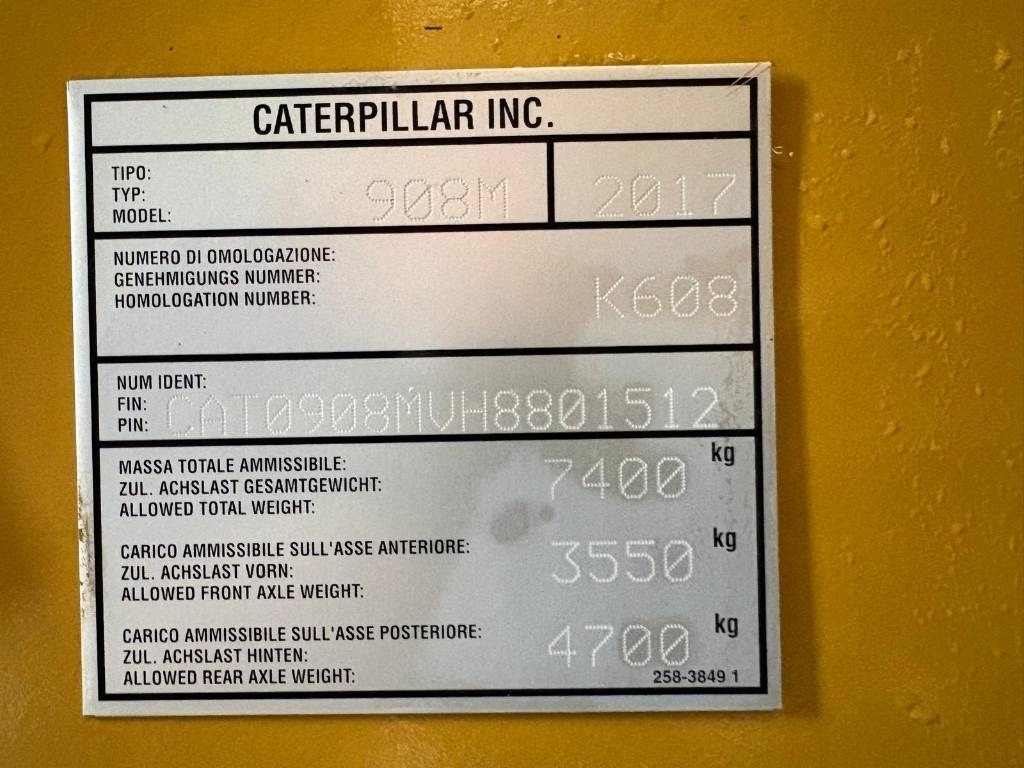 CATERPILLAR INC.
TIPO:
TYP:
MODEL: 908M 2017
NUMERO DI OMOLOGAZIONE:
GENEHMIGUNGS NUMMER:
HOMOLOGATION NUMBER: K608
NUM IDENT:
FIN:
PIN: CAT0908MVH8801512
MASSA TOTALE AMMISSIBILE:
ZUL. ACHSLAST GESAMTGEWICHT: 7400 kg
ALLOWED TOTAL WEIGHT:
CARICO AMMISSIBILE SULL'ASSE ANTERIORE:
ZUL. ACHSLAST VORN: 3550 kg
ALLOWED FRONT AXLE WEIGHT:
CARICO AMMISSIBILE SULL'ASSE POSTERIORE:
ZUL. ACHSLAST HINTEN: 4700 kg
ALLOWED REAR AXLE WEIGHT:
258-3849 1